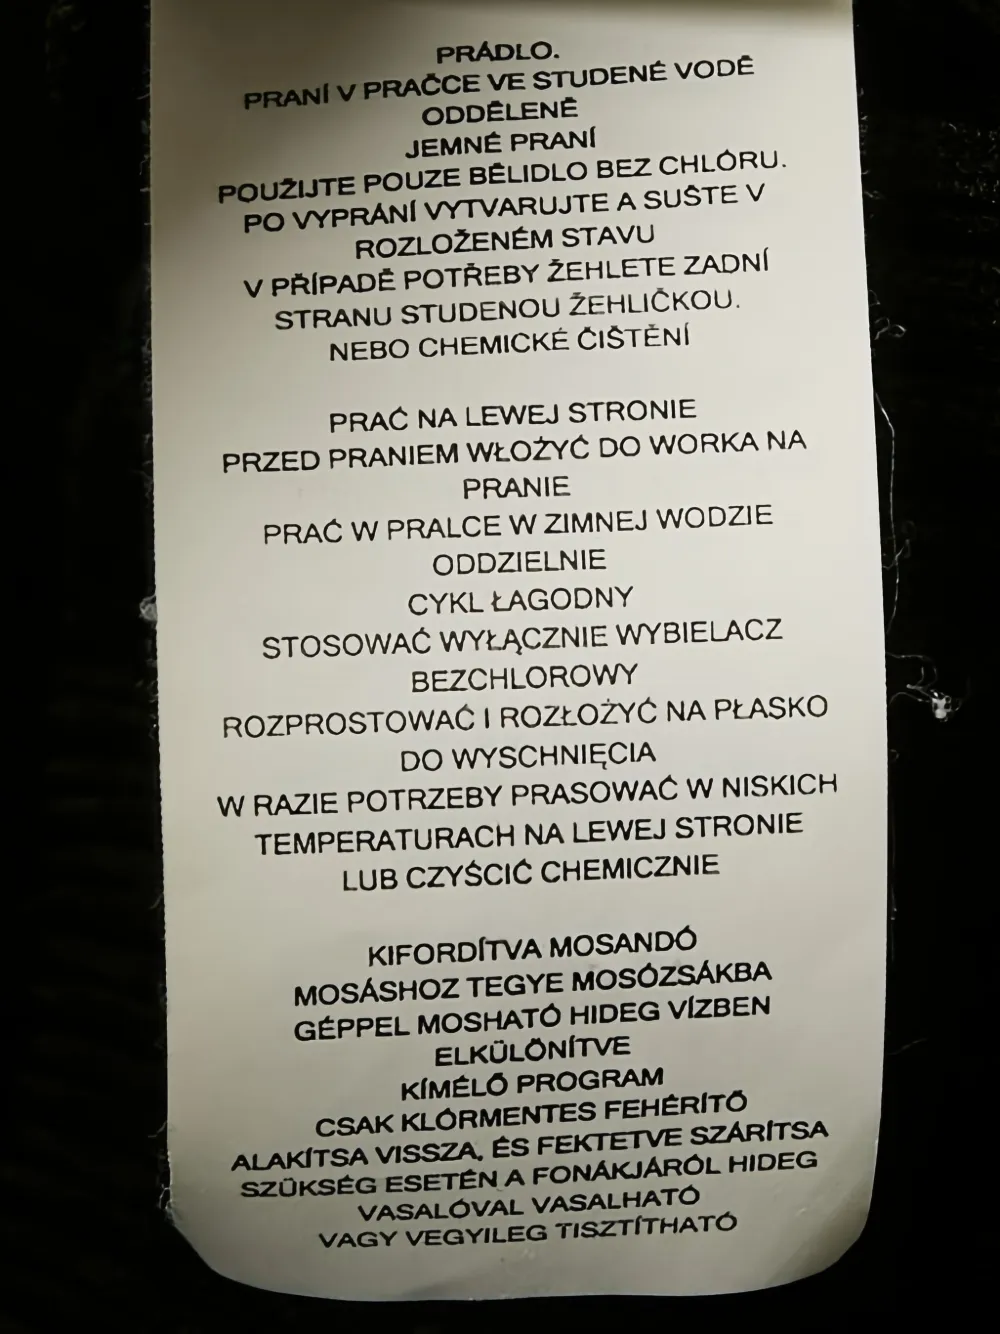 PRÁDLO.
PRANÍ V PRAČCE VE STUDENÉ VODĚ
ODDĚLENĚ
JEMNÉ PRANÍ
POUŽIJTE POUZE BĚLIDLO BEZ CHLÓRU.
PO VYPRÁNÍ VYTVARUJTE A SUŠTE V
ROZLOŽENÉM STAVU
V PŘÍPADĚ POTŘEBY ŽEHLETE ZADNÍ
STRANU STUDENOU ŽEHLIČKOU.
NEBO CHEMICKÉ ČIŠTĚNÍ
PRAĆ NA LEWEJ STRONIE
PRZED PRANIEM WŁOŻYĆ DO WORKA NA
PRANIE
PRAĆ W PRALCE W ZIMNEJ WODZIE
ODDZIELNIE
CYKL ŁAGODNY
STOSOWAĆ WYŁĄCZNIE WYBIELACZ
BEZCHLOROWY
ROZPROSTOWAĆ I ROZŁOŻYĆ NA PŁASKO
DO WYSCHNIĘCIA
W RAZIE POTRZEBY PRASOWAĆ W NISKICH
TEMPERATURACH NA LEWEJ STRONIE
LUB CZYŚCIĆ CHEMICZNIE
KIFORDÍTVA MOSANDÓ
MOSÁSHOZ TEGYE MOSÓZSÁKBA
GÉPPEL MOSHATÓ HIDEG VÍZBEN
ELKÜLÖNÍTVE
KÍMÉLŐ PROGRAM
CSAK KLÓRMENTES FEHÉRÍTŐ
ALAKÍTSA VISSZA, ÉS FEKTETVE SZÁRÍTSA
SZÜKSÉG ESETÉN A FONÁKJÁRÓL HIDEG
VASALÓVAL VASALHATÓ
VAGY VEGYILEG TISZTÍTHATÓ